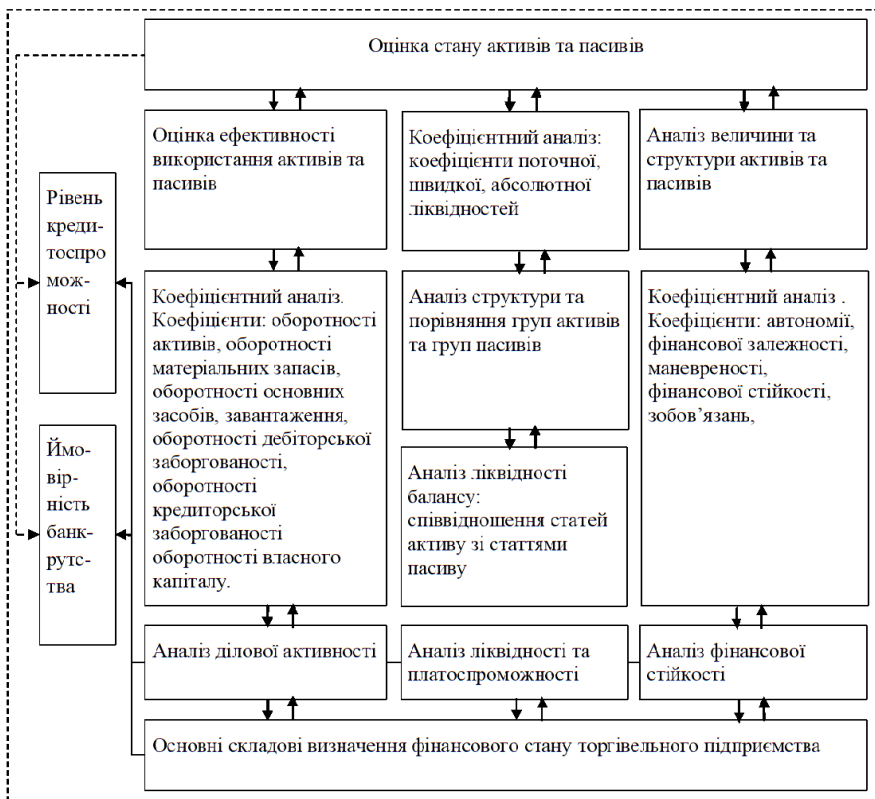 Оцінка стану активів та пасивів
Оцінка ефективності
використання активів та
пасивів
Коефіцієнтний аналіз:
коефіцієнти поточної,
швидкої, абсолютної
ліквідностей
Аналіз величини та
структури активів та
пасивів
Рівень
креди-
тоспро
мож-
ності
Ймо-
вір-
ність
банк-
рутс-
тва
Коефіцієнтний аналіз.
Коефіцієнти: оборотності
активів, оборотності
матеріальних запасів,
оборотності основних
засобів, завантаження,
оборотності дебіторської
заборгованості,
оборотності
кредиторської
заборгованості
оборотності власного
капіталу.
Аналіз структури та
порівняння груп активів
та груп пасивів
Аналіз ліквідності
балансу:
співвідношення статей
активу зі статтями
пасиву
Коефіцієнтний аналіз .
Коефіцієнти: автономії,
фінансової залежності,
маневреності,
фінансової стійкості,
зобов’язань,
Аналіз ділової активності
Аналіз ліквідності та
платоспроможності
Аналіз фінансової
стійкості
Основні складові визначення фінансового стану торгівельного підприємства